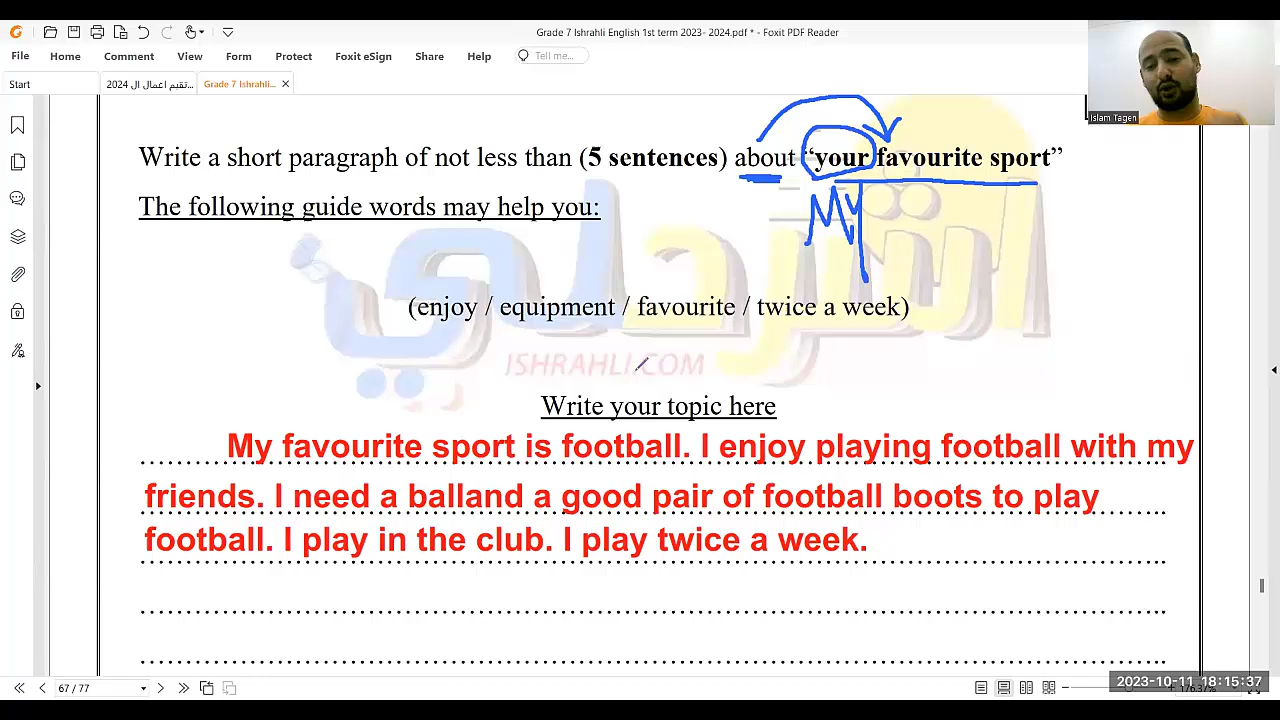 Grade 7 Ishrahli English 1st term 2023- 2024.pdf * - Foxit PDF Reader
File Home Comment View Form Protect Foxit eSign Share Help Tell me...
Start تقيم اعمال ال 2024... Grade 7 Ishrahli...
Islam Tagen
Write a short paragraph of not less than (5 sentences) about “your favourite sport”
The following guide words may help you:
My
اشرحلي
(enjoy / equipment / favourite / twice a week)
ISHRAHLI.COM
Write your topic here
My favourite sport is football. I enjoy playing football with my
friends. I need a balland a good pair of football boots to play
football. I play in the club. I play twice a week.
67 / 77
2023-10-11 18:15:37